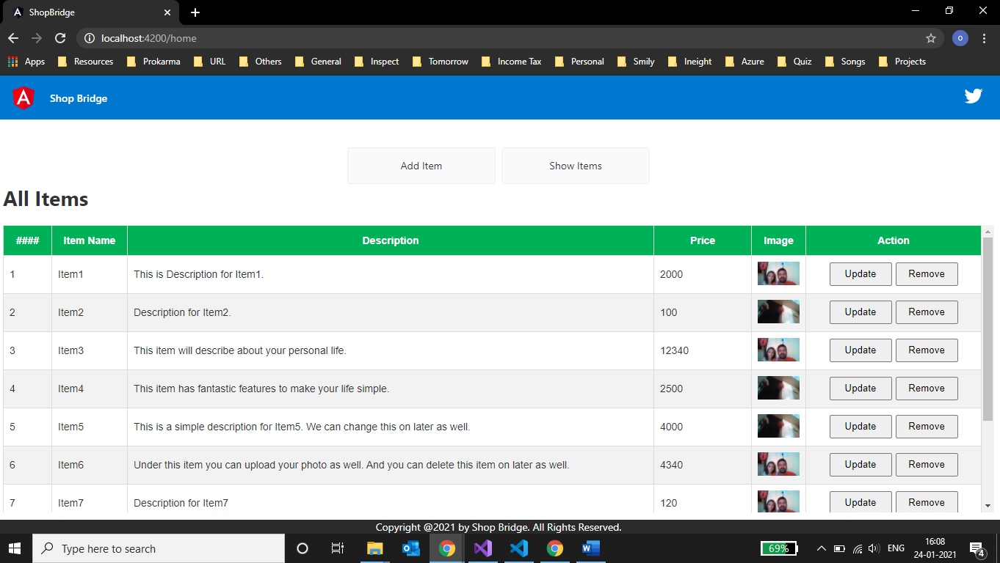 ShopBridge
localhost:4200/home
O
Apps Resources Prokarma URL Others General Inspect Tomorrow Income Tax Personal Smily Ineight Azure Quiz Songs Projects
A Shop Bridge
Add Item Show Items
All Items
#### Item Name Description Price Image Action
1 Item1 This is Description for Item1. 2000 Update Remove
2 Item2 Description for Item2. 100 Update Remove
3 Item3 This item will describe about your personal life. 12340 Update Remove
4 Item4 This item has fantastic features to make your life simple. 2500 Update Remove
5 Item5 This is a simple description for Item5. We can change this on later as well. 4000 Update Remove
6 Item6 Under this item you can upload your photo as well. And you can delete this item on later as well. 4340 Update Remove
7 Item7 Description for Item7 120 Update Remove
Copyright @2021 by Shop Bridge. All Rights Reserved.
Type here to search
69%
ENG
16:08
24-01-2021
4